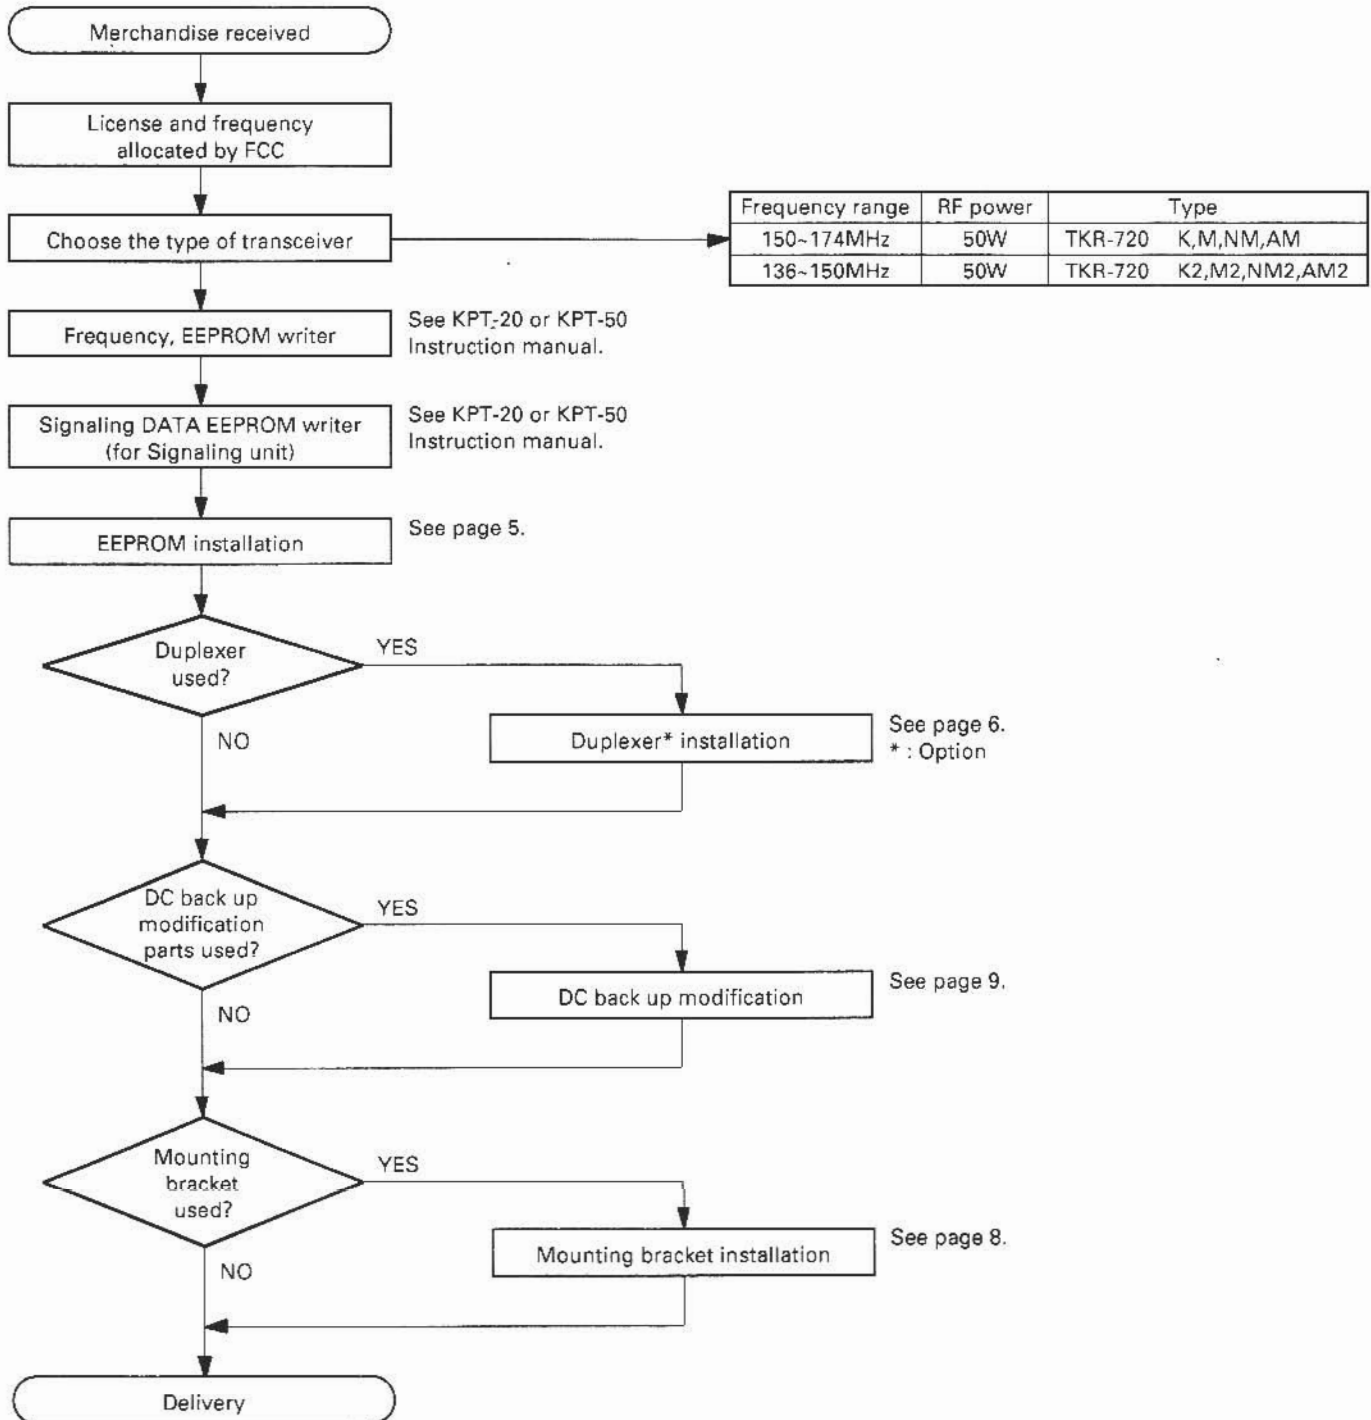 Merchandise received
License and frequency
allocated by FCC
Choose the type of transceiver
Frequency range RF power Type
150~174MHz 50W TKR-720 K,M,NM,AM
136~150MHz 50W TKR-720 K2,M2,NM2,AM2
Frequency, EEPROM writer
See KPT-20 or KPT-50
Instruction manual.
Signaling DATA EEPROM writer
(for Signaling unit)
See KPT-20 or KPT-50
Instruction manual.
EEPROM installation
See page 5.
Duplexer
used?
YES
NO
Duplexer* installation
See page 6.
* : Option
DC back up
modification
parts used?
YES
NO
DC back up modification
See page 9.
Mounting
bracket
used?
YES
NO
Mounting bracket installation
See page 8.
Delivery